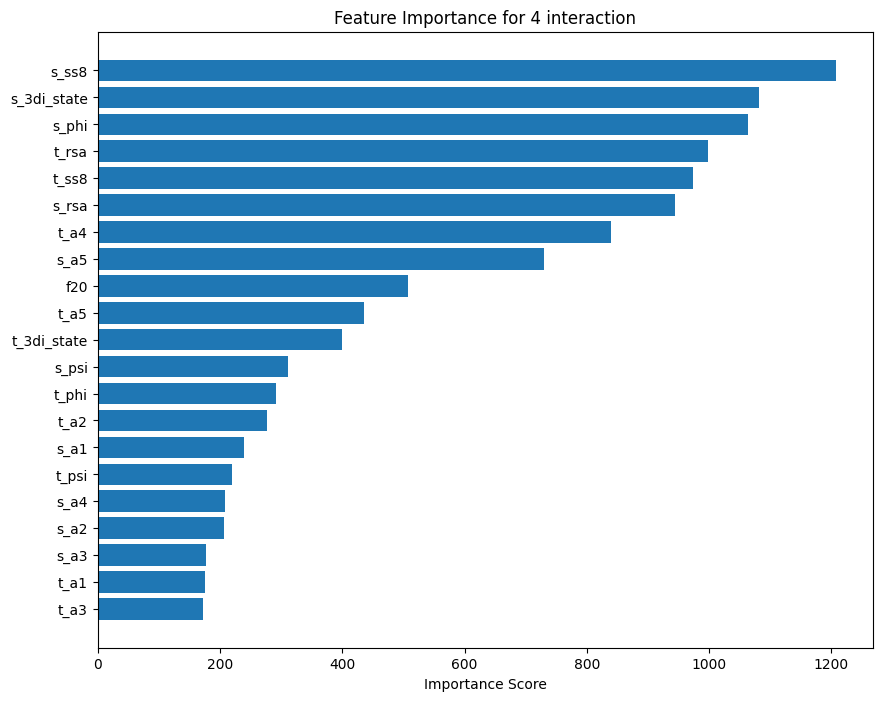 Feature Importance for 4 interaction
s_ss8
s_3di_state
s_phi
t_rsa
t_ss8
s_rsa
t_a4
s_a5
f20
t_a5
t_3di_state
s_psi
t_phi
t_a2
s_a1
t_psi
s_a4
s_a2
s_a3
t_a1
t_a3
0 200 400 600 800 1000 1200
Importance Score